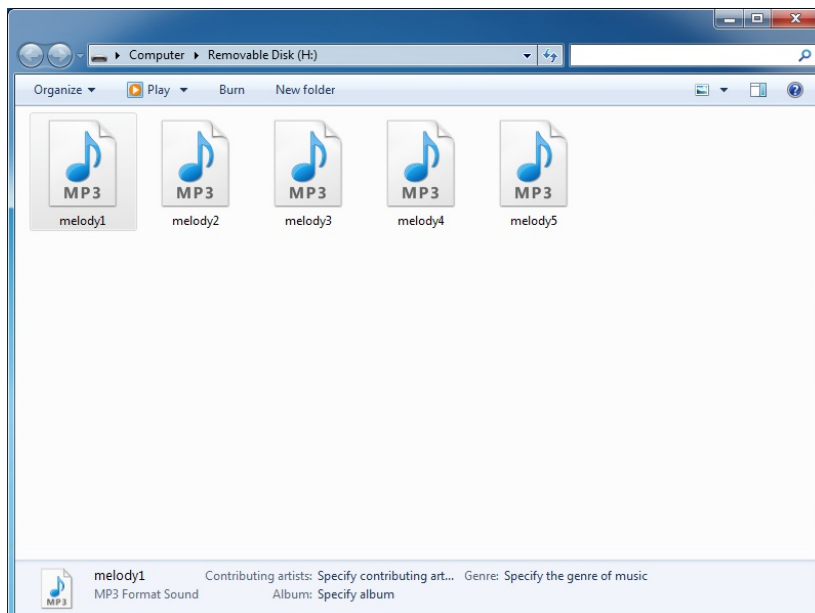 Computer Removable Disk (H:)
Organize Play Burn New folder
MP3 MP3 MP3 MP3 MP3
melody1 melody2 melody3 melody4 melody5
melody1 Contributing artists: Specify contributing art... Genre: Specify the genre of music
MP3 MP3 Format Sound Album: Specify album